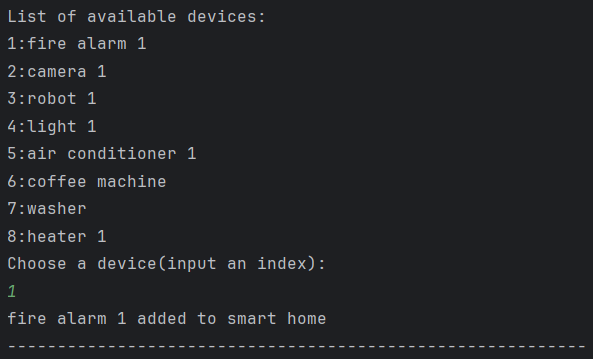 List of available devices:
1:fire alarm 1
2:camera 1
3:robot 1
4:light 1
5:air conditioner 1
6:coffee machine
7:washer
8:heater 1
Choose a device(input an index):
1
fire alarm 1 added to smart home
----------------------------------------------------------